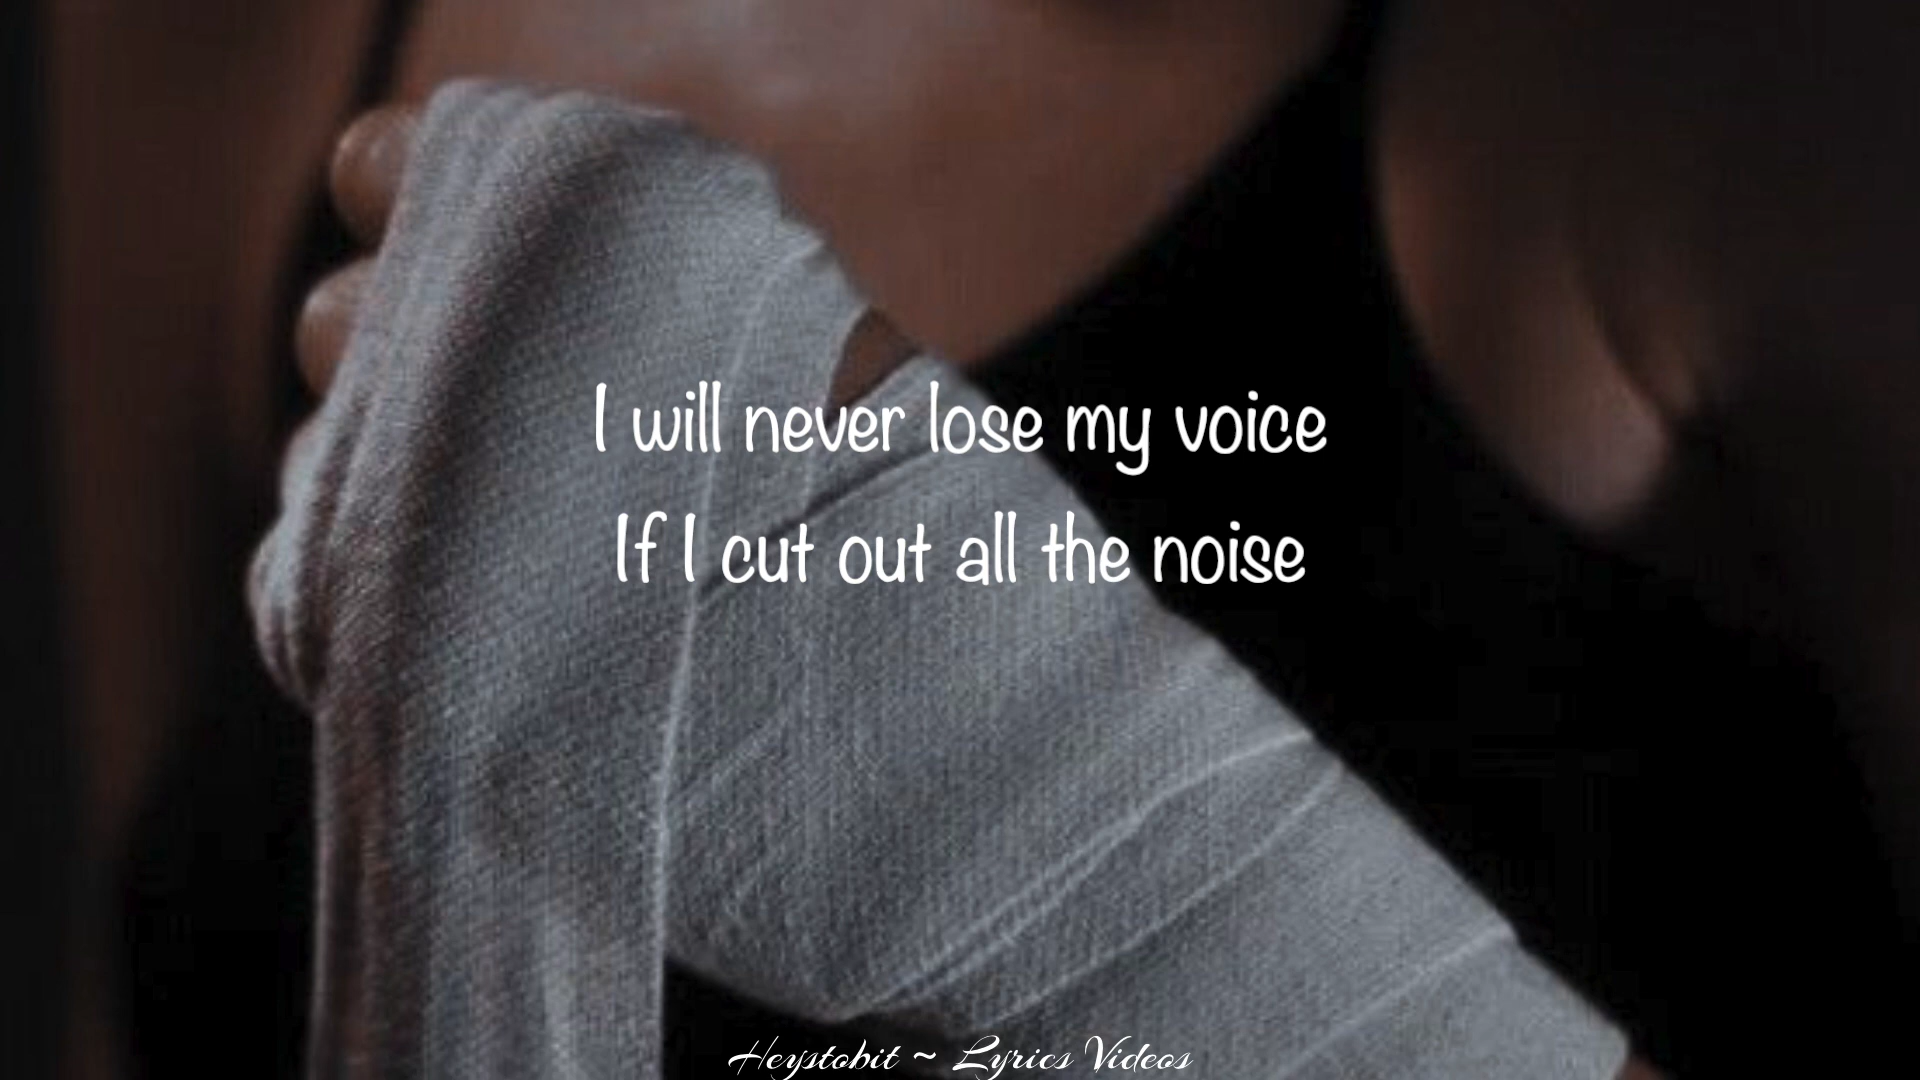 I will never lose my voice
If I cut out all the noise
Heystobit ~ Lyrics Videos